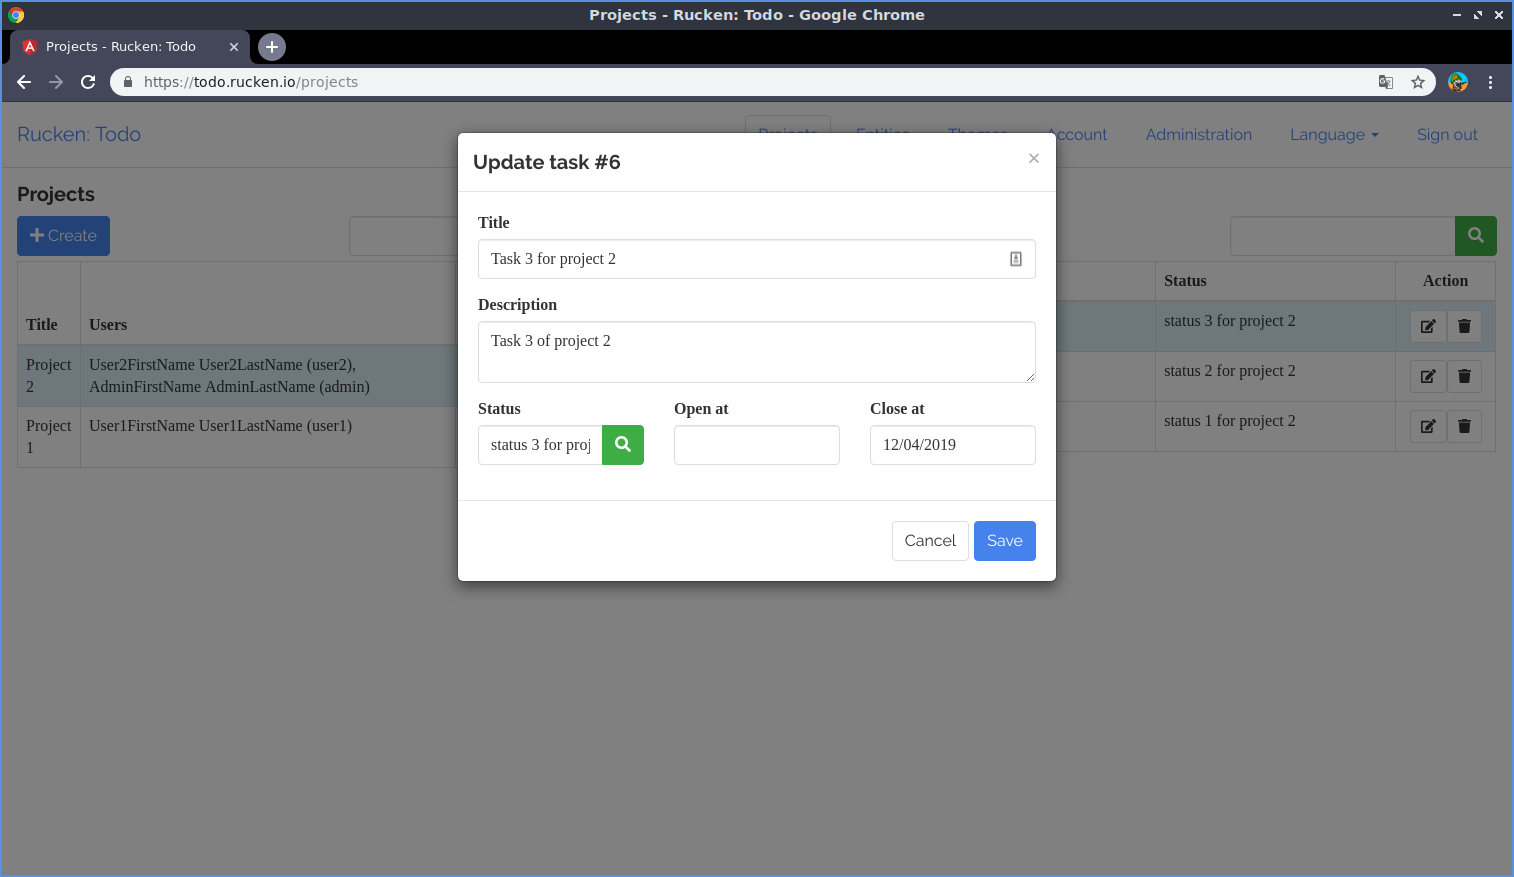 Projects - Rucken: Todo - Google Chrome
Projects - Rucken: Todo
https://todo.rucken.io/projects
Rucken: Todo
Projects Entities Themes Account Administration Language Sign out
Projects
Create
Title Users
Project 2
User2FirstName User2LastName (user2),
AdminFirstName AdminLastName (admin)
Project 1
User1FirstName User1LastName (user1)
Update task #6
×
Title
Task 3 for project 2
Description
Task 3 of project 2
Status Open at Close at
status 3 for proj
12/04/2019
Cancel Save
Status Action
status 3 for project 2
status 2 for project 2
status 1 for project 2